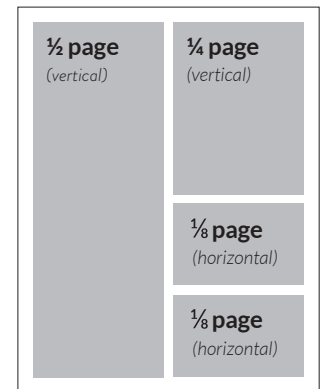 ½ page
(vertical)
¼ page
(vertical)
⅛ page
(horizontal)
⅛ page
(horizontal)